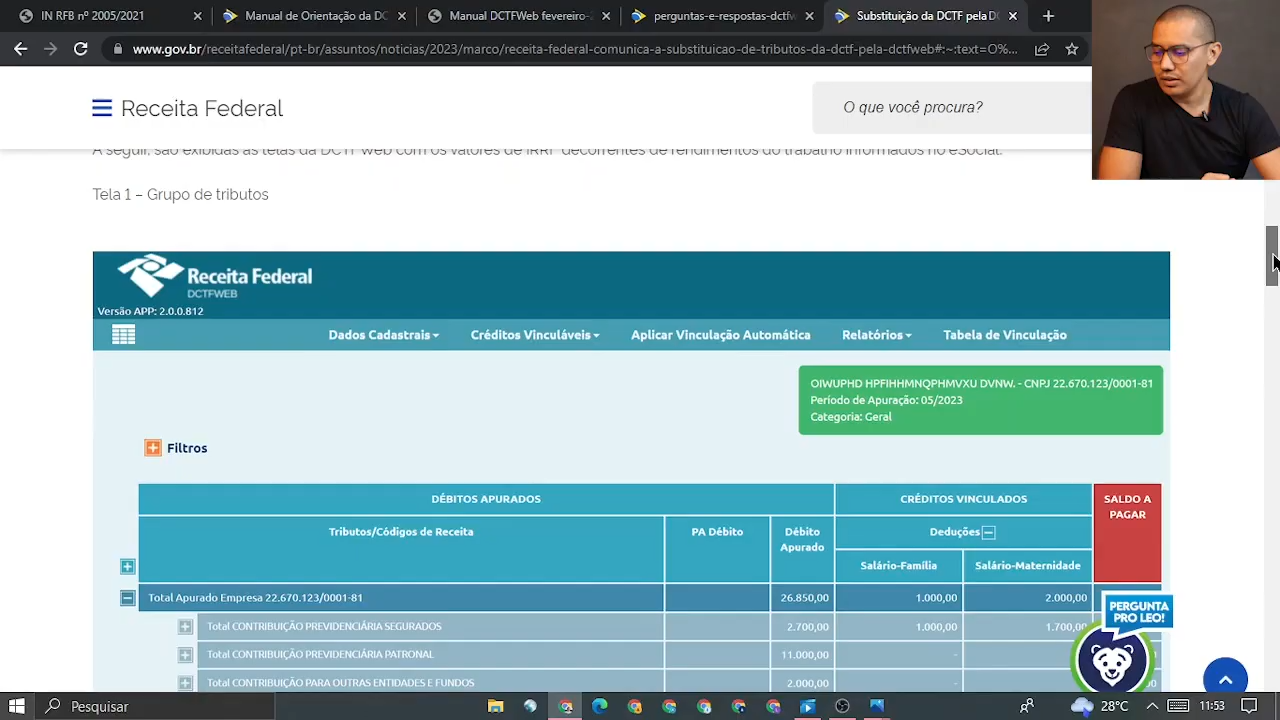 IN RFB nº 2005/2021
Manual de Orientação da DC
Manual DCTFWeb fevereiro-2
perguntas-e-respostas-dctfw
Substituição de DCTF pela DC
www.gov.br/receitafederal/pt-br/assuntos/noticias/2023/marco/receita-federal-comunica-a-substituicao-de-tributos-da-dctf-pela-dctfweb#:~:text=O%...
Receita Federal
O que você procura?
A seguir, são exibidas as telas da DCTFWeb com os valores de IRRF decorrentes de rendimentos do trabalho informados no eSocial.
Tela 1 – Grupo de tributos
Receita Federal
DCTFWEB
Versão APP: 2.0.0.812
Dados Cadastrais
Créditos Vinculáveis
Aplicar Vinculação Automática
Relatórios
Tabela de Vinculação
OIWUPHD HPFIHHMNQPHMVXU DVNW. - CNPJ 22.670.123/0001-81
Período de Apuração: 05/2023
Categoria: Geral
Filtros
DÉBITOS APURADOS
CRÉDITOS VINCULADOS
SALDO A
PAGAR
Tributos/Códigos de Receita
PA Débito
Débito
Apurado
Deduções
Salário-Família
Salário-Maternidade
Total Apurado Empresa 22.670.123/0001-81 26.850,00 1.000,00 2.000,00
Total CONTRIBUIÇÃO PREVIDENCIÁRIA SEGURADOS 2.700,00 1.000,00 1.700,00
Total CONTRIBUIÇÃO PREVIDENCIÁRIA PATRONAL 11.000,00 -
Total CONTRIBUIÇÃO PARA OUTRAS ENTIDADES E FUNDOS 2.000,00 -
PERGUNTA
PRO LEO!
Pesquisar
28°C
11:53